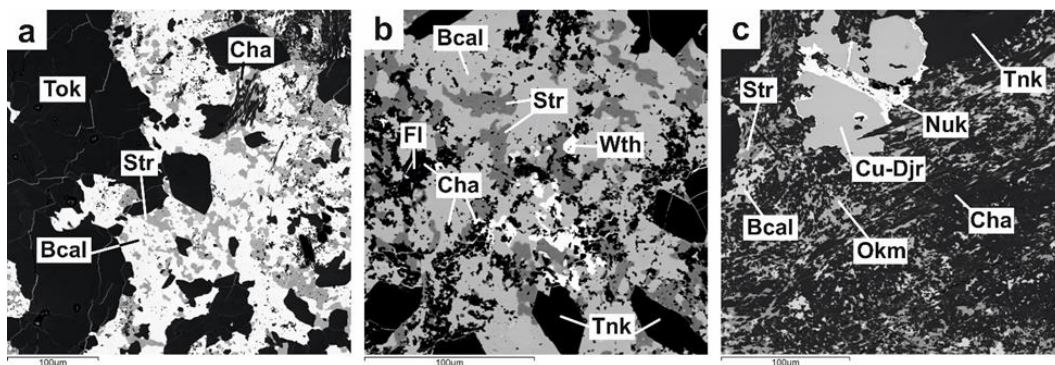 a
Tok
Cha
Str
Bcal
100µm
b
Bcal
Str
Fl
Wth
Cha
Tnk
100µm
c
Tnk
Str
Nuk
Cu-Djr
Bcal
Cha
Okm
100µm